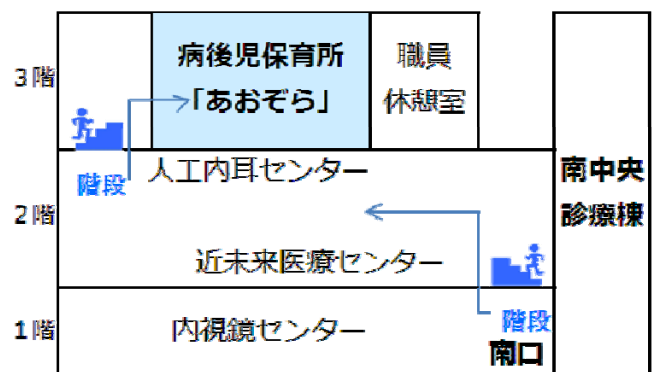 3階
病後児保育所
「あおぞら」
職員
休憩室
階段
人工内耳センター
南中央
診療棟
2階
近未来医療センター
1階
内視鏡センター
階段
南口